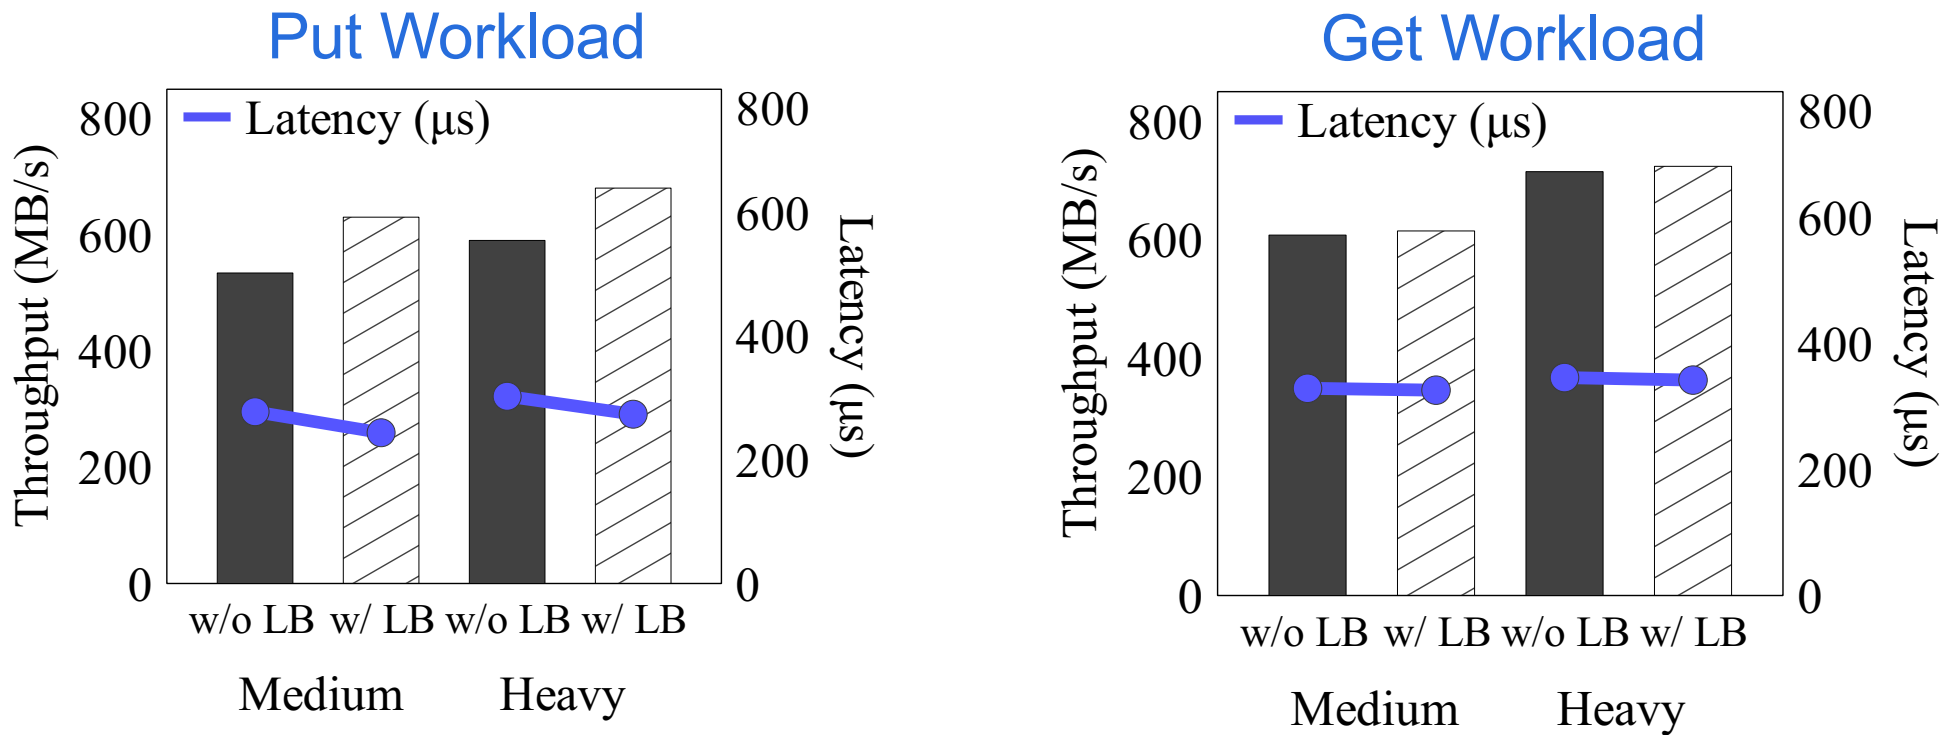 Put Workload
Latency (μs)
Throughput (MB/s)
800
600
400
200
0
800
600
400
200
0
Latency (μs)
w/o LB w/ LB w/o LB w/ LB
Medium Heavy
Get Workload
Latency (μs)
Throughput (MB/s)
800
600
400
200
0
800
600
400
200
0
Latency (μs)
w/o LB w/ LB w/o LB w/ LB
Medium Heavy